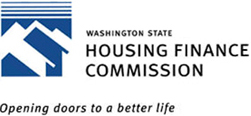 WASHINGTON STATE
HOUSING FINANCE
COMMISSION
Opening doors to a better life